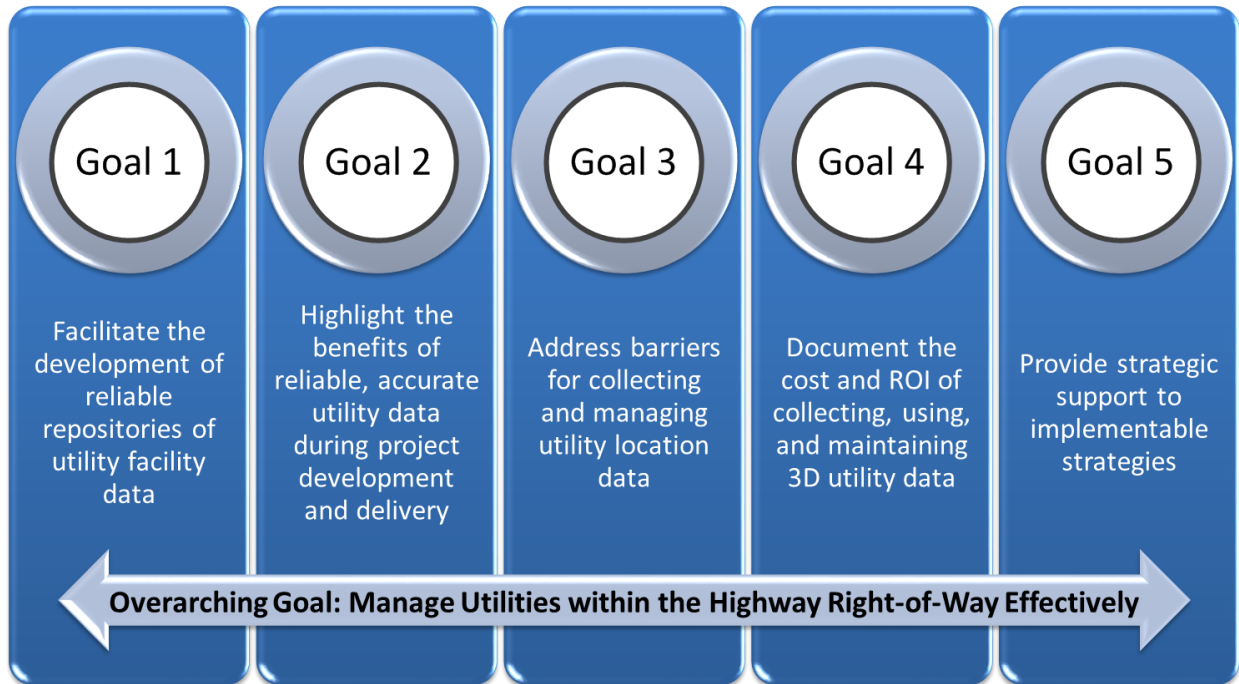 Goal 1
Facilitate the
development of
reliable
repositories of
utility facility
data
Goal 2
Highlight the
benefits of
reliable, accurate
utility data
during project
development
and delivery
Goal 3
Address barriers
for collecting
and managing
utility location
data
Goal 4
Document the
cost and ROI of
collecting, using,
and maintaining
3D utility data
Goal 5
Provide strategic
support to
implementable
strategies
Overarching Goal: Manage Utilities within the Highway Right-of-Way Effectively